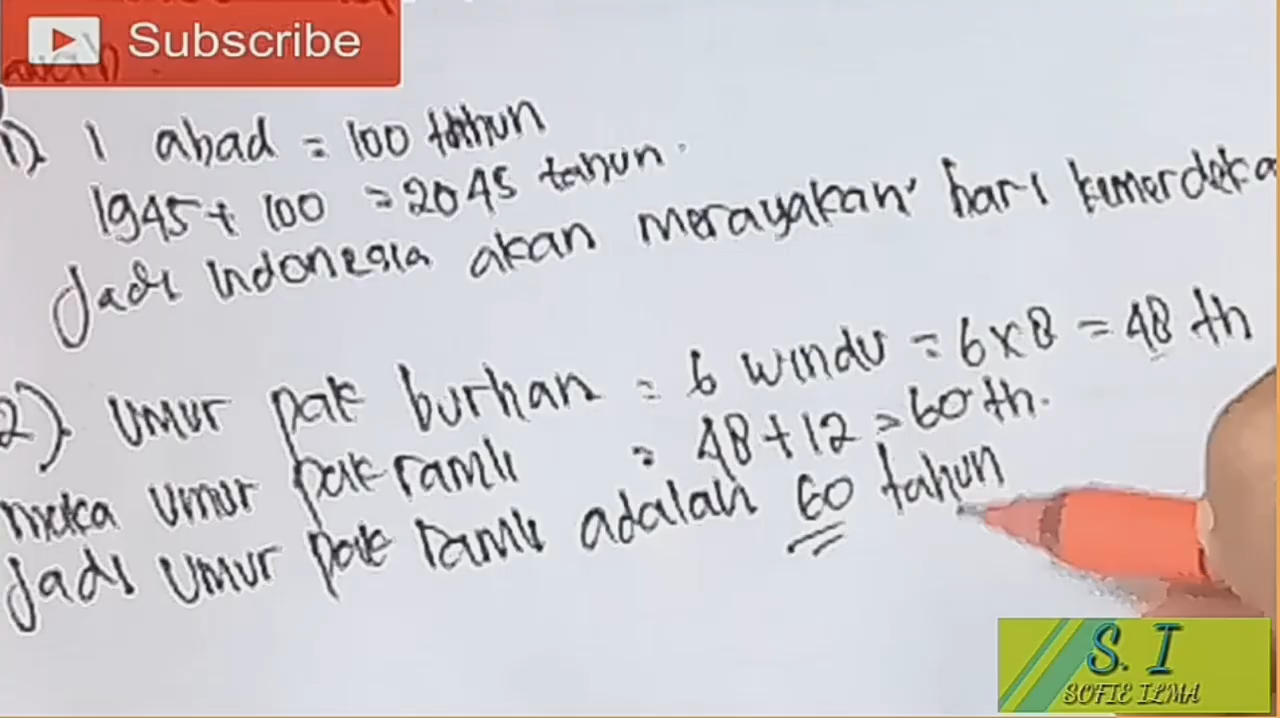 Subscribe
1). 1 abad = 100 tahun
1945 + 100 = 2045 tahun.
Jadi Indonesia akan merayakan hari kemerdeka
2). Umur pak burhan = 6 windu = 6 x 8 = 48 th
maka umur pak ramli = 48 + 12 = 60 th.
Jadi umur pak ramli adalah 60 tahun
S. I
SOFIE ILMA